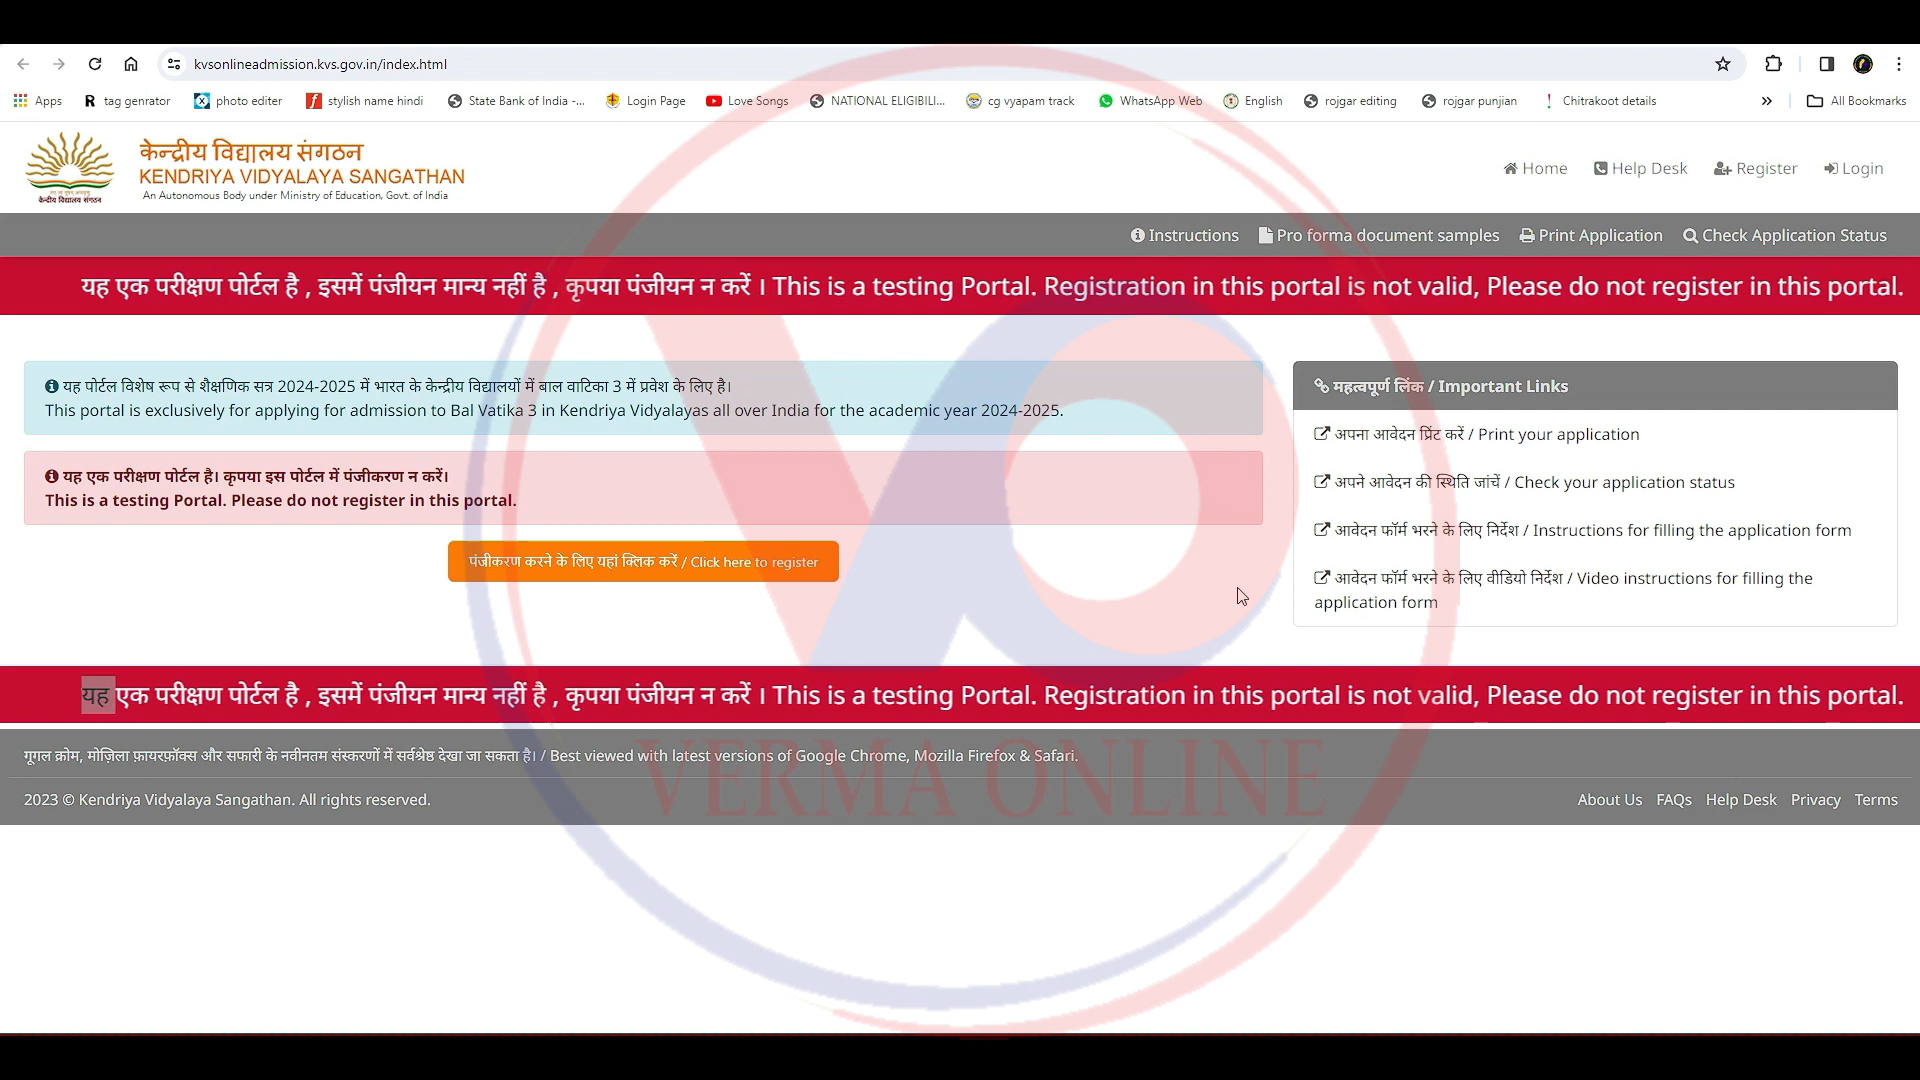 kvsonlineadmission.kvs.gov.in/index.html
Apps tag genrator photo editer stylish name hindi State Bank of India -... Login Page Love Songs NATIONAL ELIGIBILI... cg vyapam track WhatsApp Web English rojgar editing rojgar punjian Chitrakoot details » All Bookmarks
केन्द्रीय विद्यालय संगठन
KENDRIYA VIDYALAYA SANGATHAN
An Autonomous Body under Ministry of Education, Govt. of India
केन्द्रीय विद्यालय संगठन
Home Help Desk Register Login
Instructions Pro forma document samples Print Application Check Application Status
यह एक परीक्षण पोर्टल है , इसमें पंजीयन मान्य नहीं है , कृपया पंजीयन न करें । This is a testing Portal. Registration in this portal is not valid, Please do not register in this portal.
यह पोर्टल विशेष रूप से शैक्षणिक सत्र 2024-2025 में भारत के केन्द्रीय विद्यालयों में बाल वाटिका 3 में प्रवेश के लिए है।
This portal is exclusively for applying for admission to Bal Vatika 3 in Kendriya Vidyalayas all over India for the academic year 2024-2025.
यह एक परीक्षण पोर्टल है। कृपया इस पोर्टल में पंजीकरण न करें।
This is a testing Portal. Please do not register in this portal.
पंजीकरण करने के लिए यहां क्लिक करें / Click here to register
महत्वपूर्ण लिंक / Important Links
अपना आवेदन प्रिंट करें / Print your application
अपने आवेदन की स्थिति जांचें / Check your application status
आवेदन फॉर्म भरने के लिए निर्देश / Instructions for filling the application form
आवेदन फॉर्म भरने के लिए वीडियो निर्देश / Video instructions for filling the
application form
यह एक परीक्षण पोर्टल है , इसमें पंजीयन मान्य नहीं है , कृपया पंजीयन न करें । This is a testing Portal. Registration in this portal is not valid, Please do not register in this portal.
गूगल क्रोम, मोज़िला फ़ायरफ़ॉक्स और सफारी के नवीनतम संस्करणों में सर्वश्रेष्ठ देखा जा सकता है। / Best viewed with latest versions of Google Chrome, Mozilla Firefox & Safari.
VERMA ONLINE
2023 © Kendriya Vidyalaya Sangathan. All rights reserved.
About Us FAQs Help Desk Privacy Terms